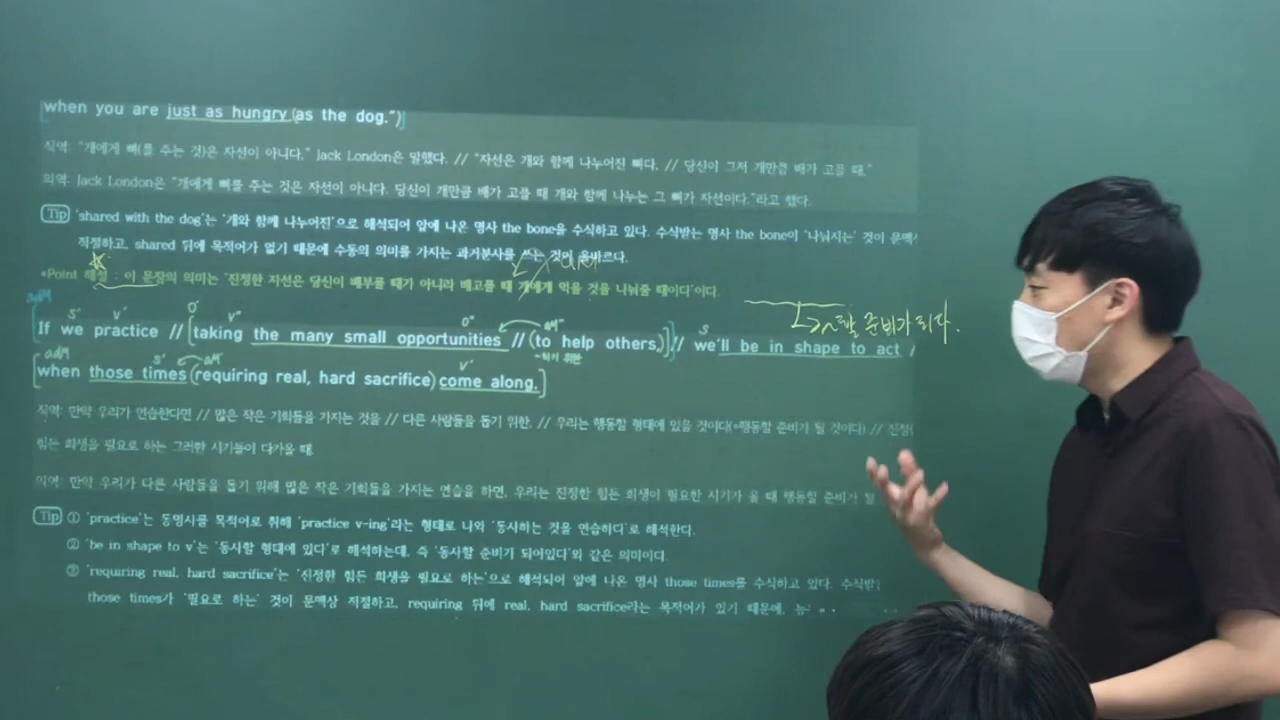 when you are just as hungry (as the dog.")
직역: "개에게 뼈(를 주는 것)은 자선이 아니다." Jack London은 말했다. // "자선은 개와 함께 나누어진 뼈다, // 당신이 그저 개만큼 배가 고플 때."
의역: Jack London은 "개에게 뼈를 주는 것은 자선이 아니다. 당신이 개만큼 배가 고플 때 개와 함께 나누는 그 뼈가 자선이다."라고 했다.
Tip 'shared with the dog'는 '개와 함께 나누어진'으로 해석되어 앞에 나온 명사 the bone을 수식하고 있다. 수식받는 명사 the bone이 '나눠지는' 것이 문맥
적절하고, shared 뒤에 목적어가 없기 때문에 수동의 의미를 가지는 과거분사를 쓰는 것이 올바르다.
*Point 해설 : 이 문장의 의미는 '진정한 자선은 당신이 배부를 때가 아니라 배고플 때 개에게 먹을 것을 나눠줄 때이다'이다.
adM s' v' o' v" o" aM" s
[If we practice // [taking the many small opportunities // (to help others,)] // we'll be in shape to act /
~하기 위한
~할 준비가 되다.
adM s' aM' v'
[when those times (requiring real, hard sacrifice) come along.]
직역: 만약 우리가 연습한다면 // 많은 작은 기회들을 가지는 것을 // 다른 사람들을 돕기 위한, // 우리는 행동할 형태에 있을 것이다(=행동할 준비가 될 것이다) // 진정
힘든 희생을 필요로 하는 그러한 시기들이 다가올 때.
의역: 만약 우리가 다른 사람들을 돕기 위해 많은 작은 기회들을 가지는 연습을 하면, 우리는 진정한 힘든 희생이 필요한 시기가 올 때 행동할 준비가 될
Tip ① 'practice'는 동명사를 목적어로 취해 'practice v-ing'라는 형태로 나와 '동사하는 것을 연습하다'로 해석한다.
② 'be in shape to v'는 '동사할 형태에 있다'로 해석하는데, 즉 '동사할 준비가 되어있다'와 같은 의미이다.
③ 'requiring real, hard sacrifice'는 '진정한 힘든 희생을 필요로 하는'으로 해석되어 앞에 나온 명사 those times를 수식하고 있다. 수식받
those times가 '필요로 하는' 것이 문맥상 적절하고, requiring 뒤에 real, hard sacrifice라는 목적어가 있기 때문에, 능